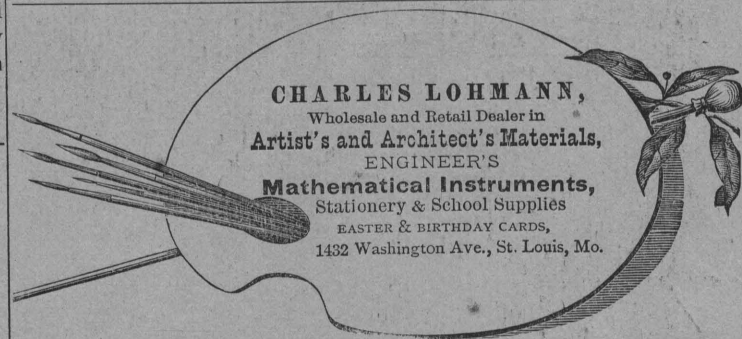 CHARLES LOHMANN,
Wholesale and Retail Dealer in
Artist's and Architect's Materials,
ENGINEER'S
Mathematical Instruments,
Stationery & School Supplies
EASTER & BIRTHDAY CARDS,
1432 Washington Ave., St. Louis, Mo.